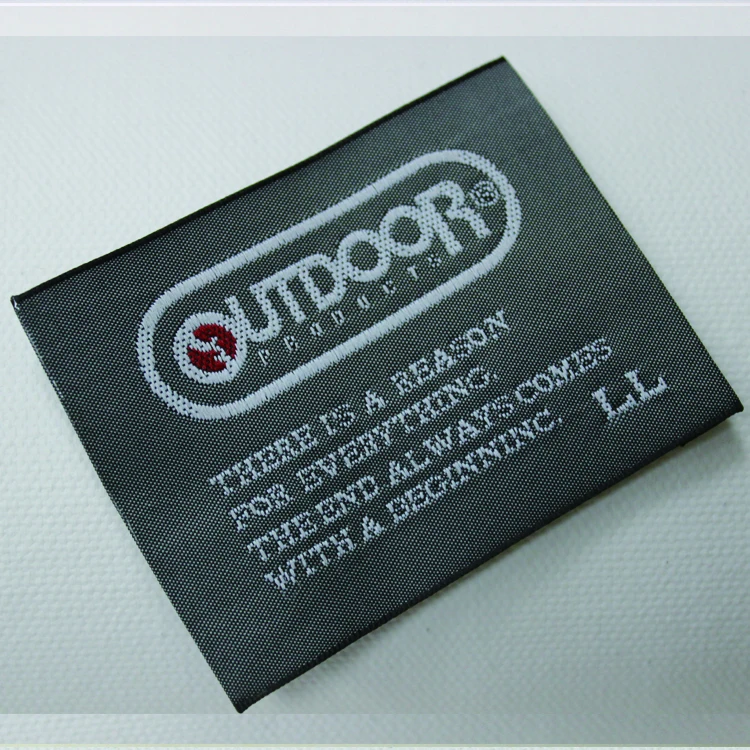 OUTDOOR®
PRODUCTS
THERE IS A REASON
FOR EVERYTHING.
THE END ALWAYS COMES
WITH A BEGINNING.
LL